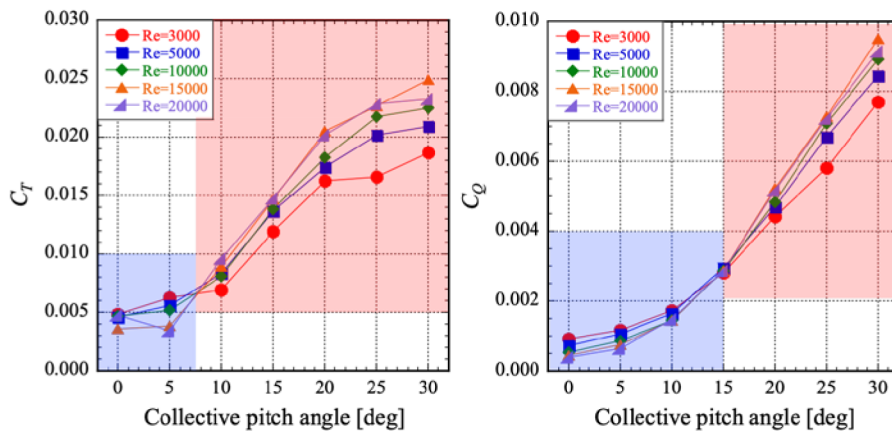 0.030
0.025
0.020
0.015
0.010
0.005
0.000
C_T
Re=3000
Re=5000
Re=10000
Re=15000
Re=20000
0 5 10 15 20 25 30
Collective pitch angle [deg]
0.010
0.008
0.006
0.004
0.002
0.000
C_Q
Re=3000
Re=5000
Re=10000
Re=15000
Re=20000
0 5 10 15 20 25 30
Collective pitch angle [deg]